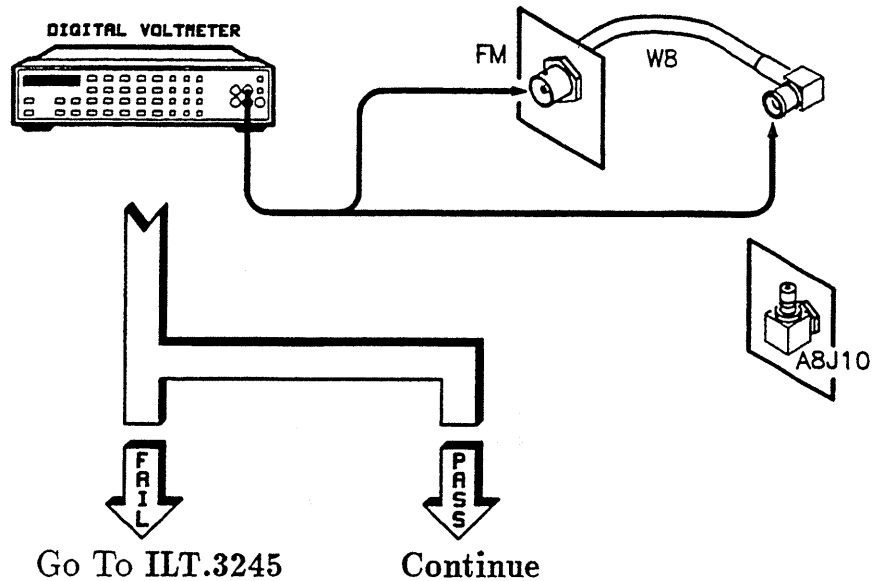 DIGITAL VOLTMETER
FM
W8
A8J10
FAIL
PASS
Go To ILT.3245
Continue